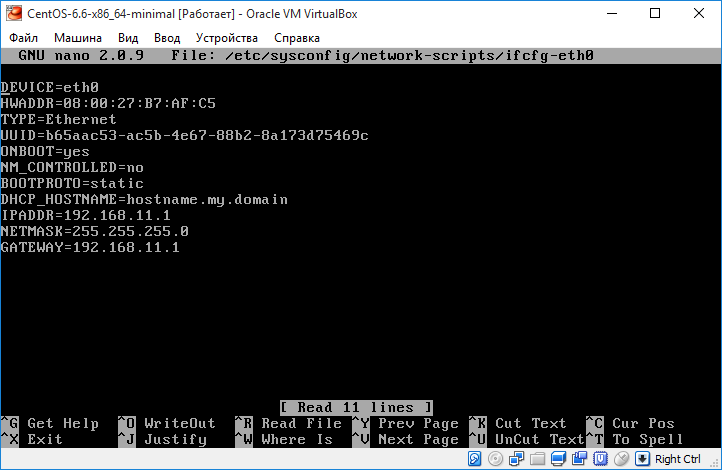 CentOS-6.6-x86_64-minimal [Работает] - Oracle VM VirtualBox
Файл Машина Вид Ввод Устройства Справка
GNU nano 2.0.9 File: /etc/sysconfig/network-scripts/ifcfg-eth0
DEVICE=eth0
HWADDR=08:00:27:B7:AF:C5
TYPE=Ethernet
UUID=b65aac53-ac5b-4e67-88b2-8a173d75469c
ONBOOT=yes
NM_CONTROLLED=no
BOOTPROTO=static
DHCP_HOSTNAME=hostname.my.domain
IPADDR=192.168.11.1
NETMASK=255.255.255.0
GATEWAY=192.168.11.1
[ Read 11 lines ]
^G Get Help ^O WriteOut ^R Read File ^Y Prev Page ^K Cut Text ^C Cur Pos
^X Exit ^J Justify ^W Where Is ^V Next Page ^U UnCut Text ^T To Spell
Right Ctrl